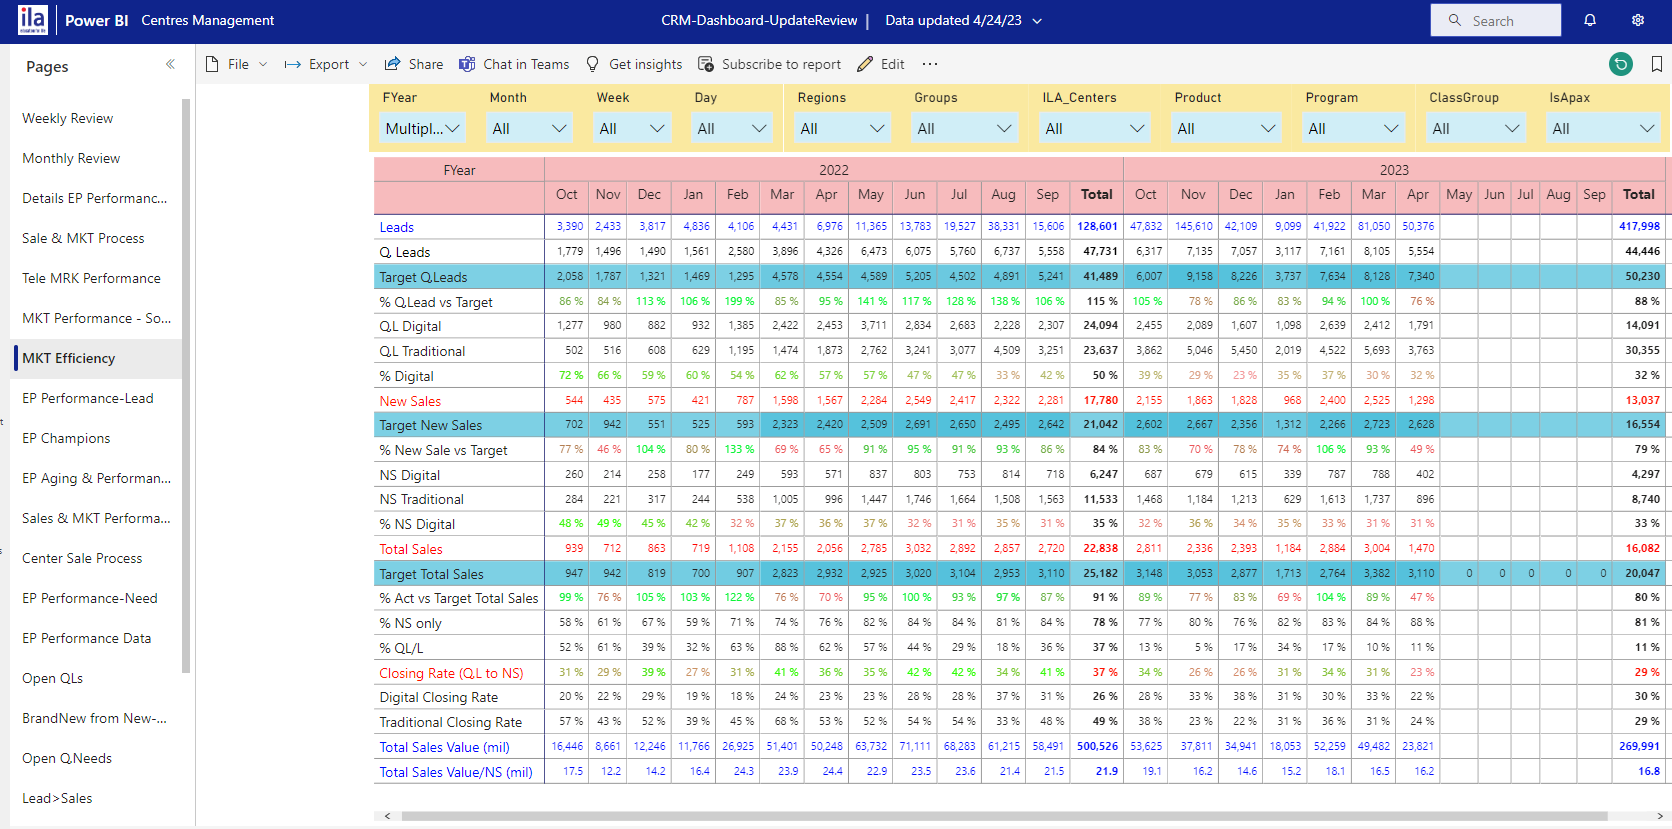 ila Power BI Centres Management CRM-Dashboard-UpdateReview | Data updated 4/24/23 Search
Pages File Export Share Chat in Teams Get insights Subscribe to report Edit ...
Weekly Review
Monthly Review
Details EP Performanc...
Sale & MKT Process
Tele MRK Performance
MKT Performance - So...
MKT Efficiency
EP Performance-Lead
EP Champions
EP Aging & Performan...
Sales & MKT Performa...
Center Sale Process
EP Performance-Need
EP Performance Data
Open QLs
BrandNew from New-...
Open Q.Needs
Lead>Sales
FYear Month Week Day Regions Groups ILA_Centers Product Program ClassGroup IsApax
Multipl... All All All All All All All All All All
FYear 2022 2023
Oct Nov Dec Jan Feb Mar Apr May Jun Jul Aug Sep Total Oct Nov Dec Jan Feb Mar Apr May Jun Jul Aug Sep Total
Leads 3,390 2,433 3,817 4,836 4,106 4,431 6,976 11,365 13,783 19,527 38,331 15,606 128,601 47,832 145,610 42,109 9,099 41,922 81,050 50,376 417,998
Q. Leads 1,779 1,496 1,490 1,561 2,580 3,896 4,326 6,473 6,075 5,760 6,737 5,558 47,731 6,317 7,135 7,057 3,117 7,161 8,105 5,554 44,446
Target Q.Leads 2,058 1,787 1,321 1,469 1,295 4,578 4,554 4,589 5,205 4,502 4,891 5,241 41,489 6,007 9,158 8,226 3,737 7,634 8,128 7,340 50,230
% Q.Lead vs Target 86 % 84 % 113 % 106 % 199 % 85 % 95 % 141 % 117 % 128 % 138 % 106 % 115 % 105 % 78 % 86 % 83 % 94 % 100 % 76 % 88 %
Q.L Digital 1,277 980 882 932 1,385 2,422 2,453 3,711 2,834 2,683 2,228 2,307 24,094 2,455 2,089 1,607 1,098 2,639 2,412 1,791 14,091
Q.L Traditional 502 516 608 629 1,195 1,474 1,873 2,762 3,241 3,077 4,509 3,251 23,637 3,862 5,046 5,450 2,019 4,522 5,693 3,763 30,355
% Digital 72 % 66 % 59 % 60 % 54 % 62 % 57 % 57 % 47 % 47 % 33 % 42 % 50 % 39 % 29 % 23 % 35 % 37 % 30 % 32 % 32 %
New Sales 544 435 575 421 787 1,598 1,567 2,284 2,549 2,417 2,322 2,281 17,780 2,155 1,863 1,828 968 2,400 2,525 1,298 13,037
Target New Sales 702 942 551 525 593 2,323 2,420 2,509 2,691 2,650 2,495 2,642 21,042 2,602 2,667 2,356 1,312 2,266 2,723 2,628 16,554
% New Sale vs Target 77 % 46 % 104 % 80 % 133 % 69 % 65 % 91 % 95 % 91 % 93 % 86 % 84 % 83 % 70 % 78 % 74 % 106 % 93 % 49 % 79 %
NS Digital 260 214 258 177 249 593 571 837 803 753 814 718 6,247 687 679 615 339 787 788 402 4,297
NS Traditional 284 221 317 244 538 1,005 996 1,447 1,746 1,664 1,508 1,563 11,533 1,468 1,184 1,213 629 1,613 1,737 896 8,740
% NS Digital 48 % 49 % 45 % 42 % 32 % 37 % 36 % 37 % 32 % 31 % 35 % 31 % 35 % 32 % 36 % 34 % 35 % 33 % 31 % 31 % 33 %
Total Sales 939 712 863 719 1,108 2,155 2,056 2,785 3,032 2,892 2,857 2,720 22,838 2,811 2,336 2,393 1,184 2,884 3,004 1,470 16,082
Target Total Sales 947 942 819 700 907 2,823 2,932 2,925 3,020 3,104 2,953 3,110 25,182 3,148 3,053 2,877 1,713 2,764 3,382 3,110 0 0 0 0 0 20,047
% Act vs Target Total Sales 99 % 76 % 105 % 103 % 122 % 76 % 70 % 95 % 100 % 93 % 97 % 87 % 91 % 89 % 77 % 83 % 69 % 104 % 89 % 47 % 80 %
% NS only 58 % 61 % 67 % 59 % 71 % 74 % 76 % 82 % 84 % 84 % 81 % 84 % 78 % 77 % 80 % 76 % 82 % 83 % 84 % 88 % 81 %
% QL/L 52 % 61 % 39 % 32 % 63 % 88 % 62 % 57 % 44 % 29 % 18 % 36 % 37 % 13 % 5 % 17 % 34 % 17 % 10 % 11 % 11 %
Closing Rate (Q.L to NS) 31 % 29 % 39 % 27 % 31 % 41 % 36 % 35 % 42 % 42 % 34 % 41 % 37 % 34 % 26 % 26 % 31 % 34 % 31 % 23 % 29 %
Digital Closing Rate 20 % 22 % 29 % 19 % 18 % 24 % 23 % 23 % 28 % 28 % 37 % 31 % 26 % 28 % 33 % 38 % 31 % 30 % 33 % 22 % 30 %
Traditional Closing Rate 57 % 43 % 52 % 39 % 45 % 68 % 53 % 52 % 54 % 54 % 33 % 48 % 49 % 38 % 23 % 22 % 31 % 36 % 31 % 24 % 29 %
Total Sales Value (mil) 16,446 8,661 12,246 11,766 26,925 51,401 50,248 63,732 71,111 68,283 61,215 58,491 500,526 53,625 37,811 34,941 18,053 52,259 49,482 23,821 269,991
Total Sales Value/NS (mil) 17.5 12.2 14.2 16.4 24.3 23.9 24.4 22.9 23.5 23.6 21.4 21.5 21.9 19.1 16.2 14.6 15.2 18.1 16.5 16.2 16.8